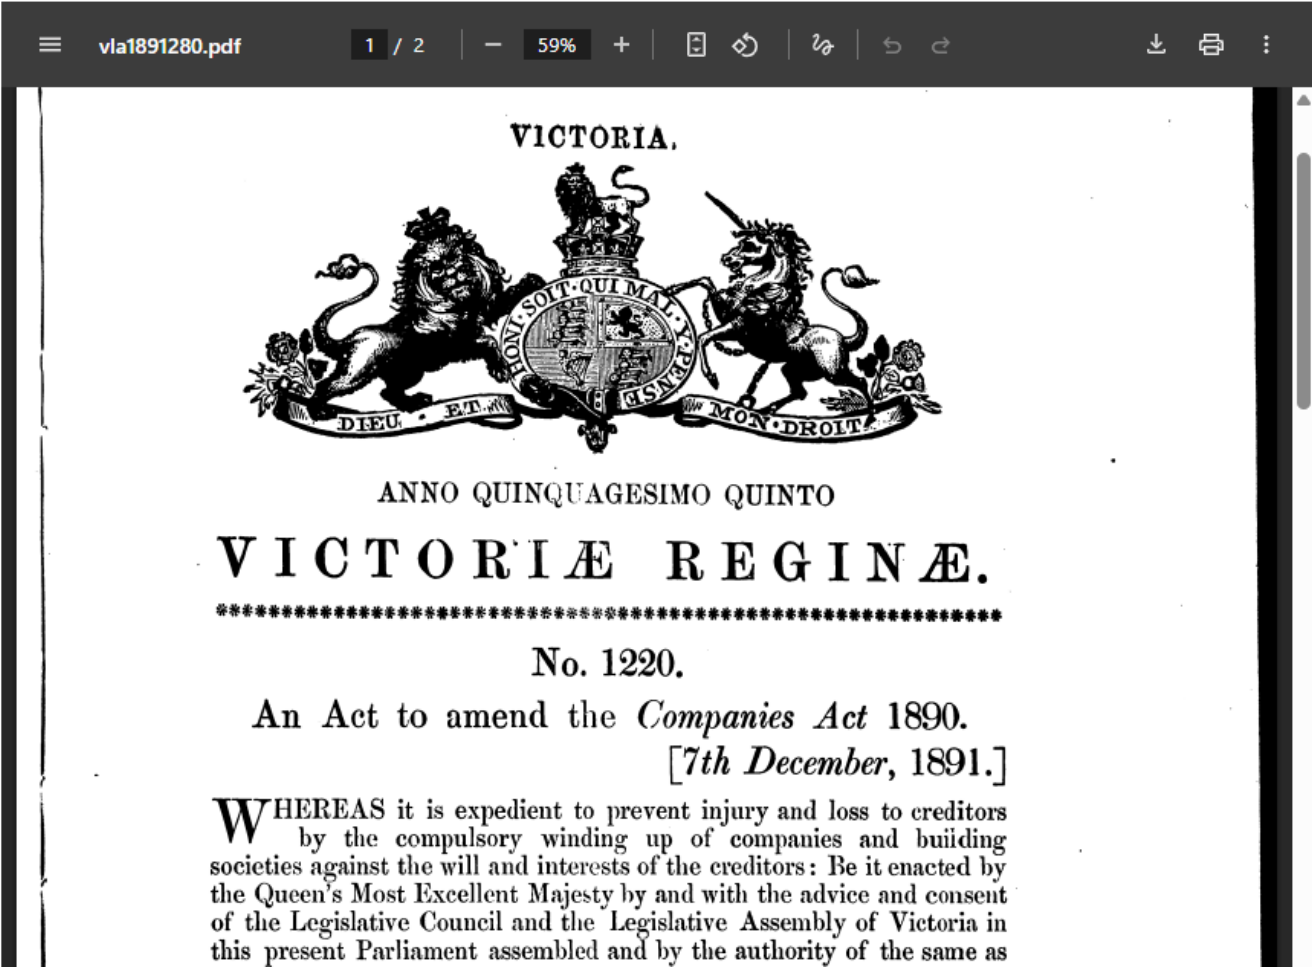 vla1891280.pdf
1 / 2
59%
VICTORIA.
HONI·SOIT·QUI MAL·Y·PENSE
DIEU · ET
MON·DROIT
ANNO QUINQUAGESIMO QUINTO
VICTORIÆ REGINÆ.
No. 1220.
An Act to amend the Companies Act 1890.
[7th December, 1891.]
WHEREAS it is expedient to prevent injury and loss to creditors
by the compulsory winding up of companies and building
societies against the will and interests of the creditors: Be it enacted by
the Queen's Most Excellent Majesty by and with the advice and consent
of the Legislative Council and the Legislative Assembly of Victoria in
this present Parliament assembled and by the authority of the same as